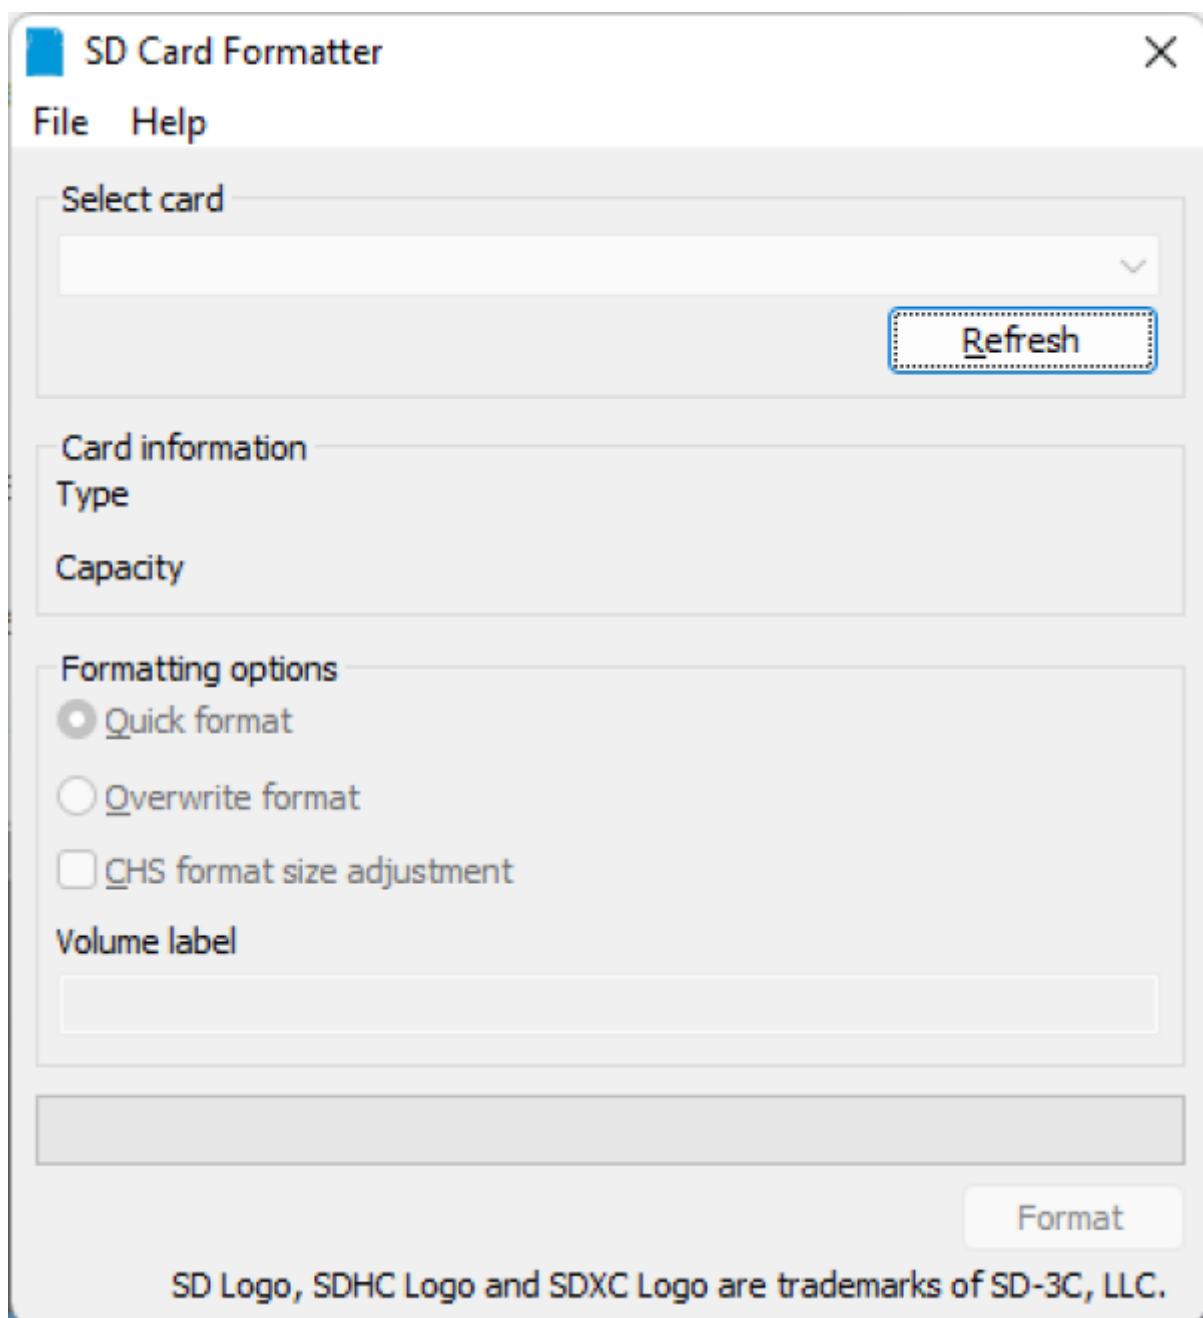 SD Card Formatter
File Help
Select card
Refresh
Card information
Type
Capacity
Formatting options
Quick format
Overwrite format
CHS format size adjustment
Volume label
Format
SD Logo, SDHC Logo and SDXC Logo are trademarks of SD-3C, LLC.